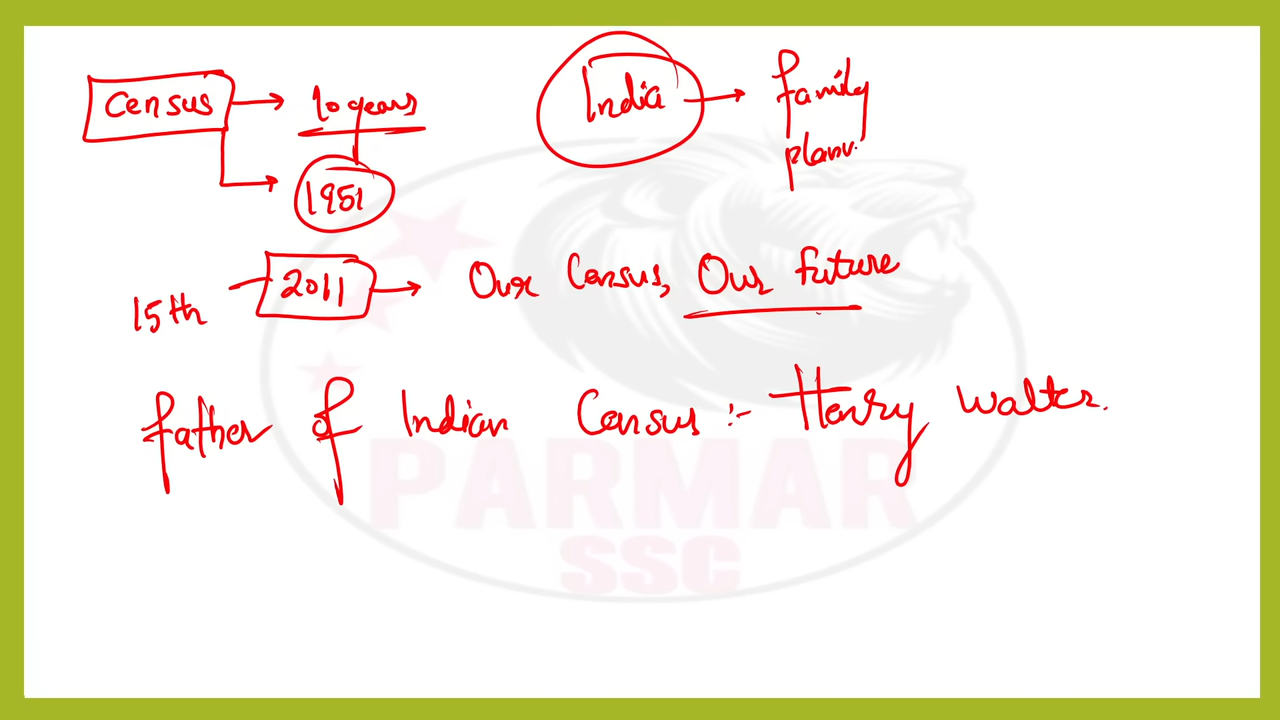 Census → 10 years
India → family
plann.
1951
15th - 2011 → Our Census, Our future
father of Indian Census :- Henry Walter.
PARMAR
SSC